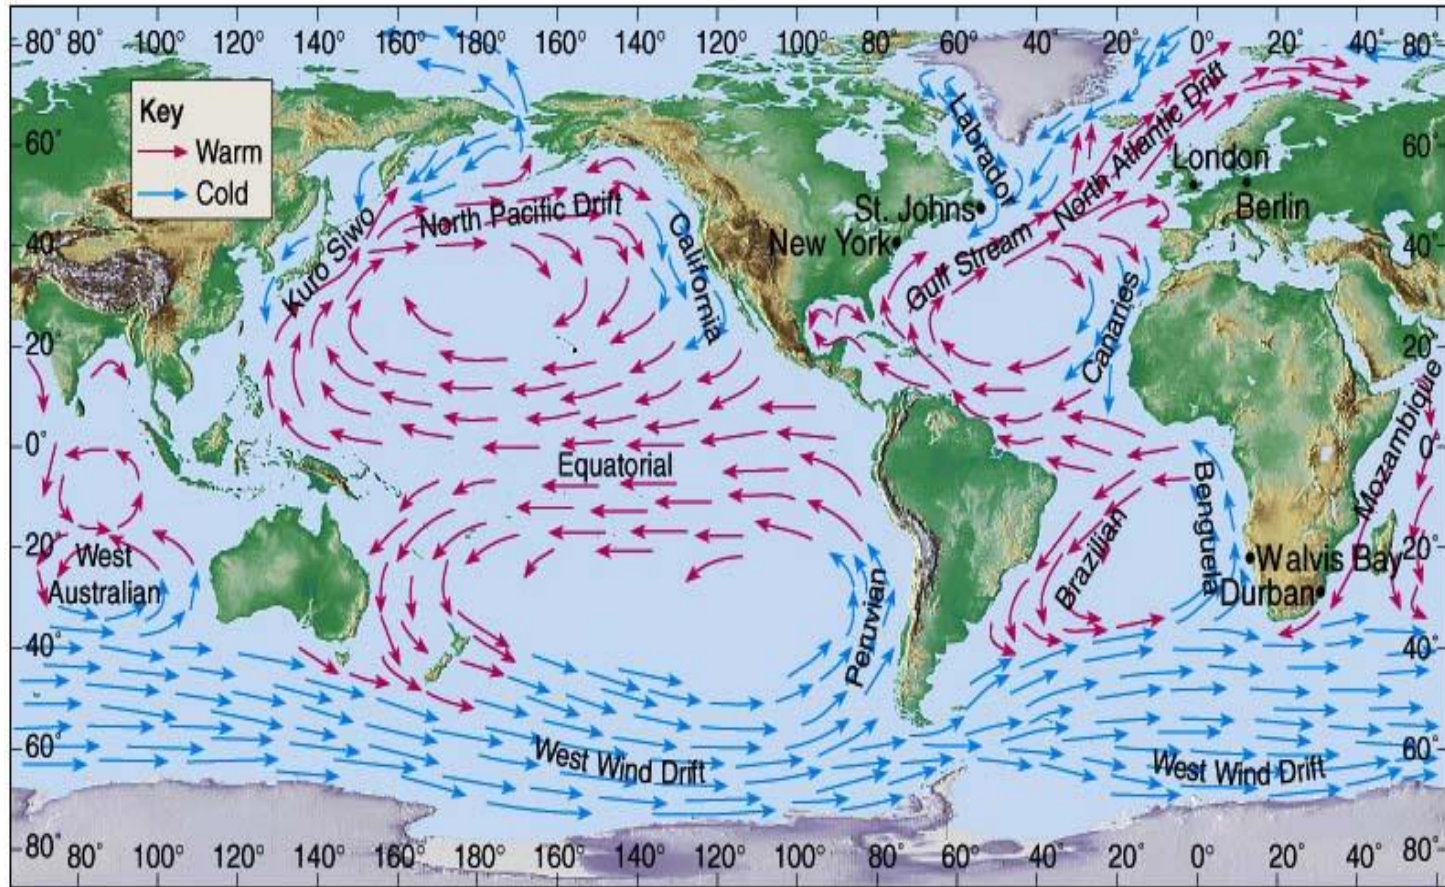 80° 80° 100° 120° 140° 160° 180° 160° 140° 120° 100° 80° 60° 40° 20° 0° 20° 40° 80°
Key
Warm
Cold
60°
60°
Labrador
North Atlantic Drift
London
Berlin
St. Johns
New York
North Pacific Drift
Kuro Siwo
California
Gulf Stream
Canaries
40°
40°
20°
20°
Mozambique
0°
0°
Equatorial
Benguela
Brazilian
20°
20°
West
Australian
Walvis Bay
Durban
Peruvian
40°
40°
60°
60°
West Wind Drift
West Wind Drift
80° 80° 100° 120° 140° 160° 180° 160° 140° 120° 100° 80° 60° 40° 20° 0° 20° 40° 80°